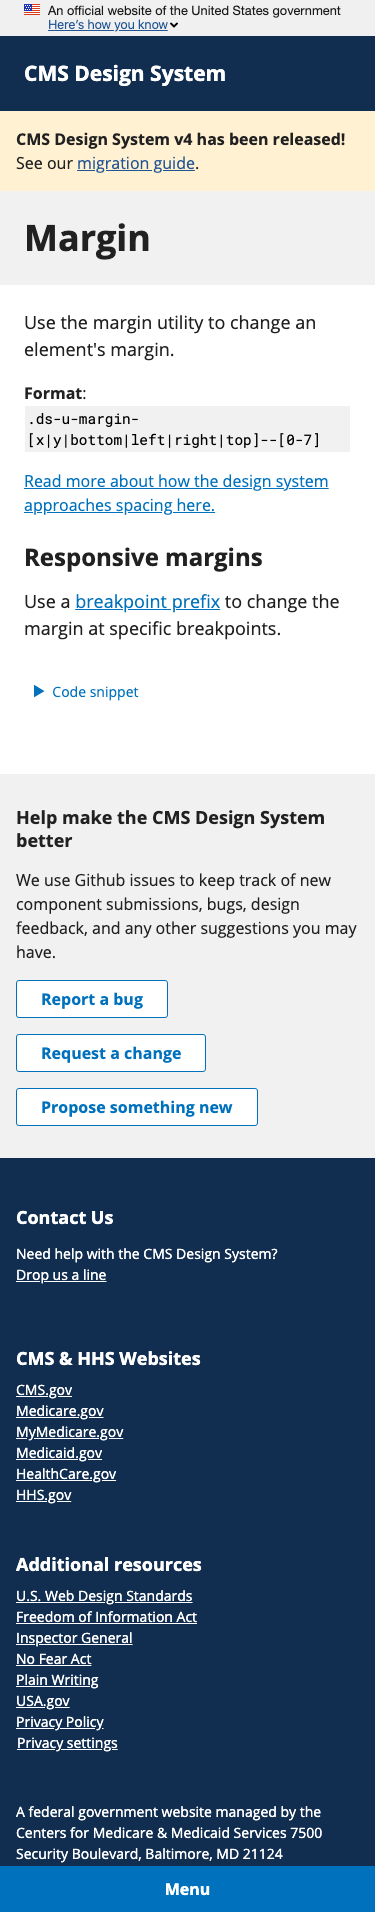 An official website of the United States government
Here's how you know
CMS Design System
CMS Design System v4 has been released!
See our migration guide.
Margin
Use the margin utility to change an
element's margin.
Format:
.ds-u-margin-
[x|y|bottom|left|right|top]--[0-7]
Read more about how the design system
approaches spacing here.
Responsive margins
Use a breakpoint prefix to change the
margin at specific breakpoints.
Code snippet
Help make the CMS Design System
better
We use Github issues to keep track of new
component submissions, bugs, design
feedback, and any other suggestions you may
have.
Report a bug
Request a change
Propose something new
Contact Us
Need help with the CMS Design System?
Drop us a line
CMS & HHS Websites
CMS.gov
Medicare.gov
MyMedicare.gov
Medicaid.gov
HealthCare.gov
HHS.gov
Additional resources
U.S. Web Design Standards
Freedom of Information Act
Inspector General
No Fear Act
Plain Writing
USA.gov
Privacy Policy
Privacy settings
A federal government website managed by the
Centers for Medicare & Medicaid Services 7500
Security Boulevard, Baltimore, MD 21124
Menu